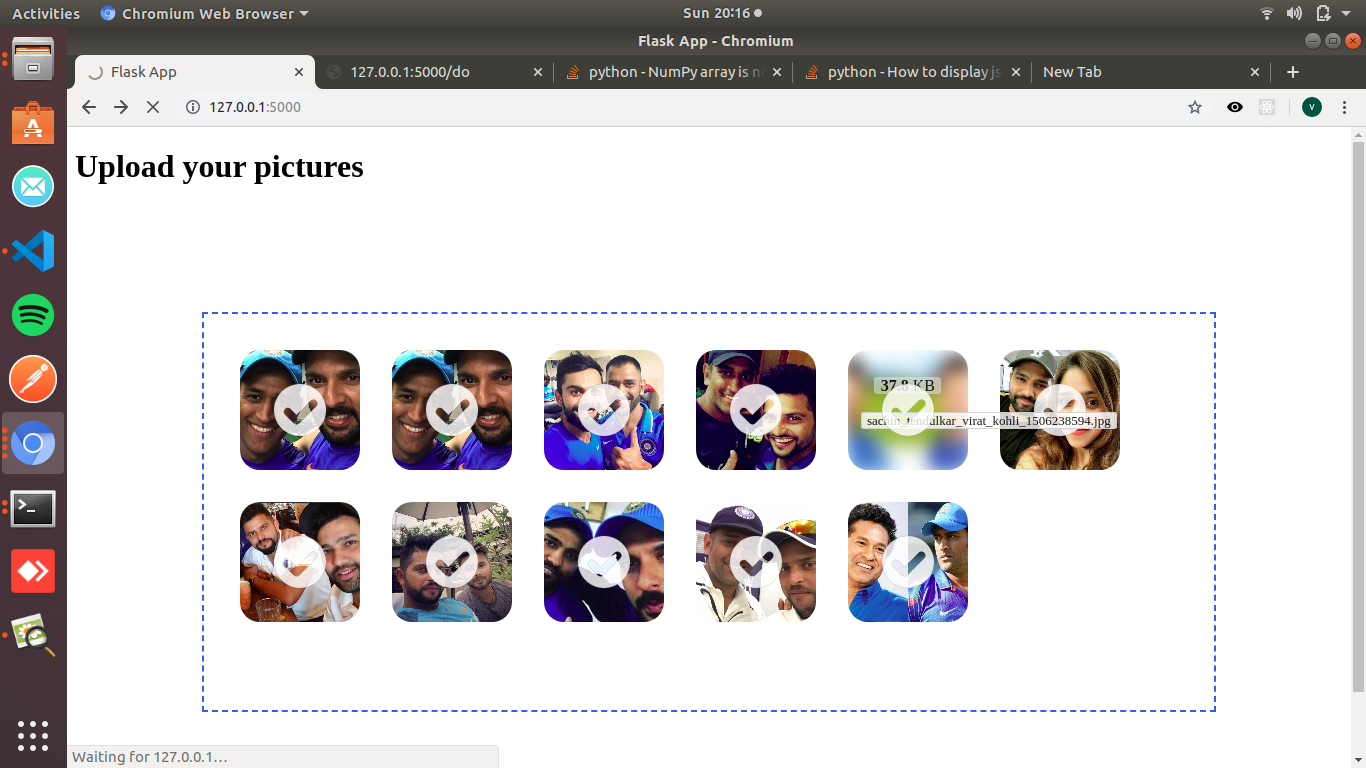 Activities
Chromium Web Browser
Sun 20:16
Flask App - Chromium
Flask App
127.0.0.1:5000/do
python - NumPy array is n
python - How to display js
New Tab
127.0.0.1:5000
V
Upload your pictures
37.8 KB
sachin_tendulkar_virat_kohli_1506238594.jpg
Waiting for 127.0.0.1…